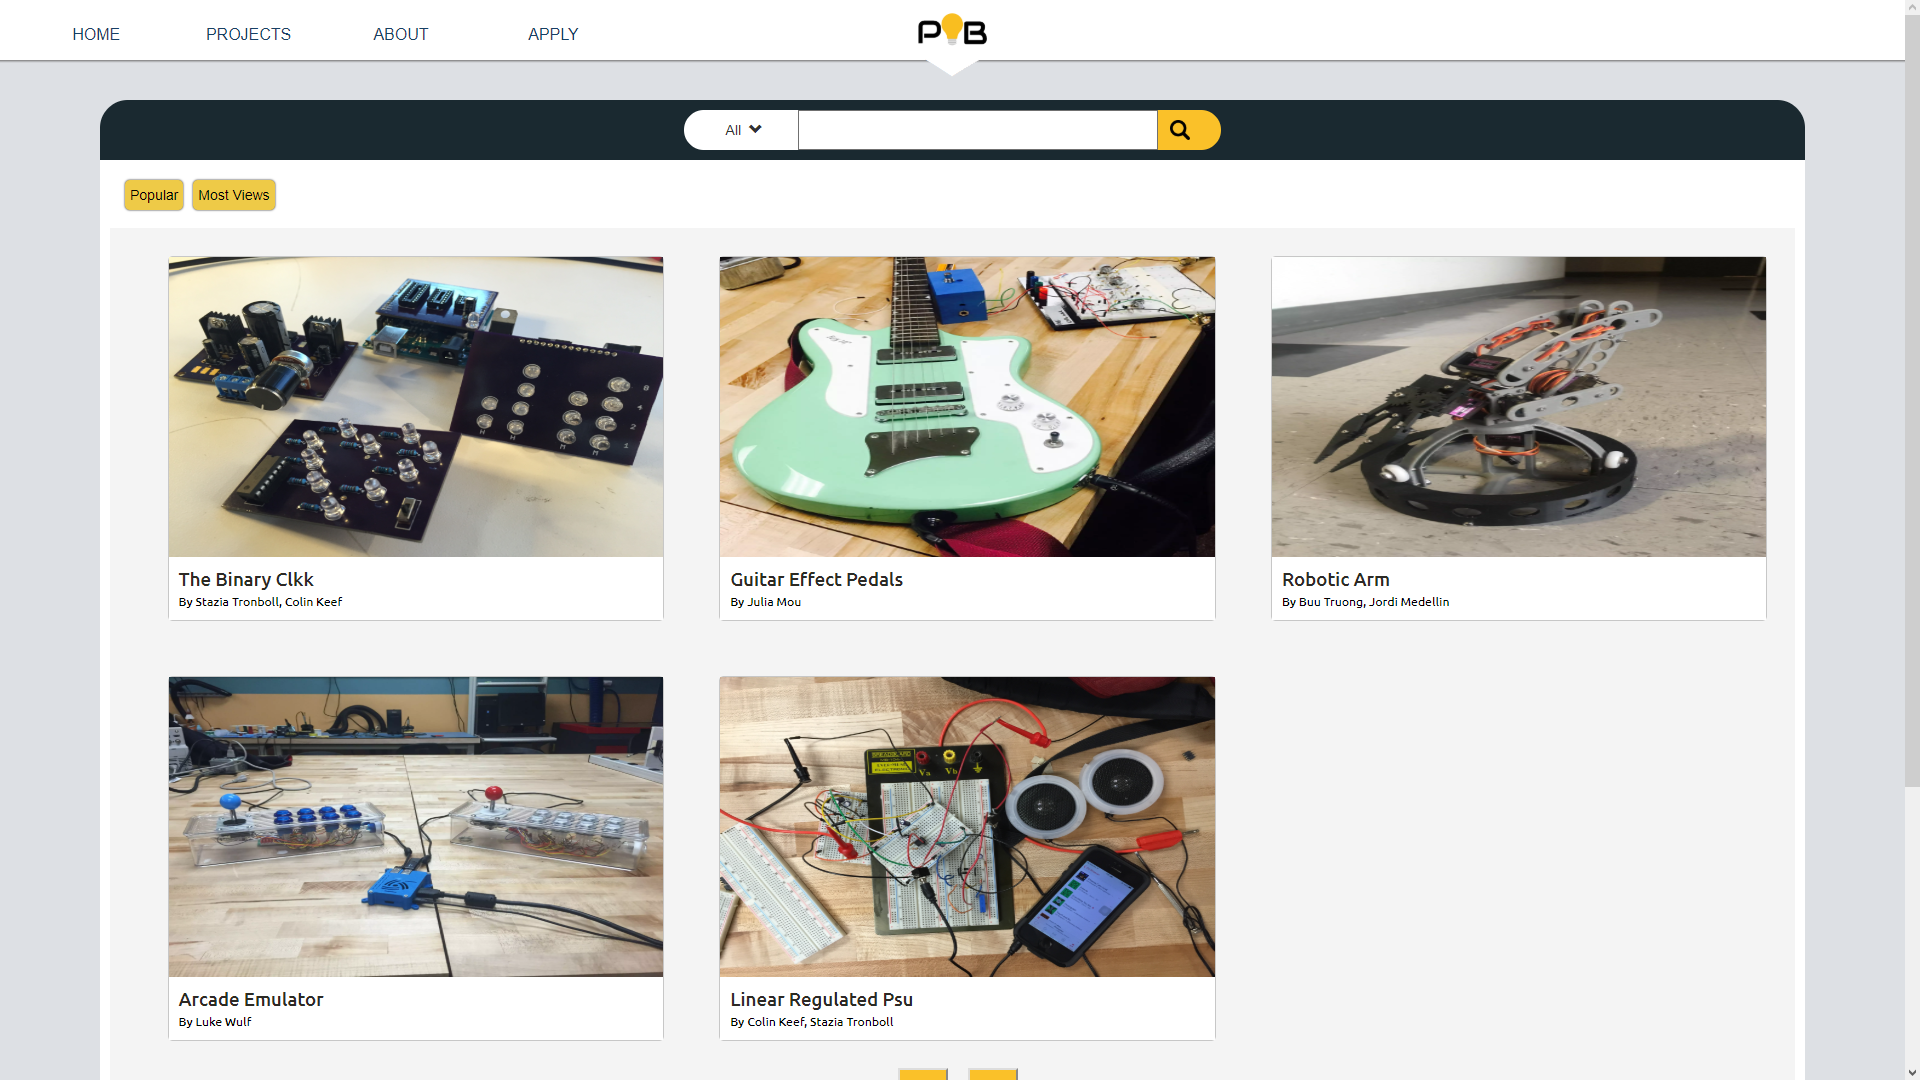 HOME
PROJECTS
ABOUT
APPLY
P B
All
Popular
Most Views
The Binary Clkk
By Stazia Tronboll, Colin Keef
Guitar Effect Pedals
By Julia Mou
Robotic Arm
By Buu Truong, Jordi Medellin
Va
Vb
Arcade Emulator
By Luke Wulf
Linear Regulated Psu
By Colin Keef, Stazia Tronboll